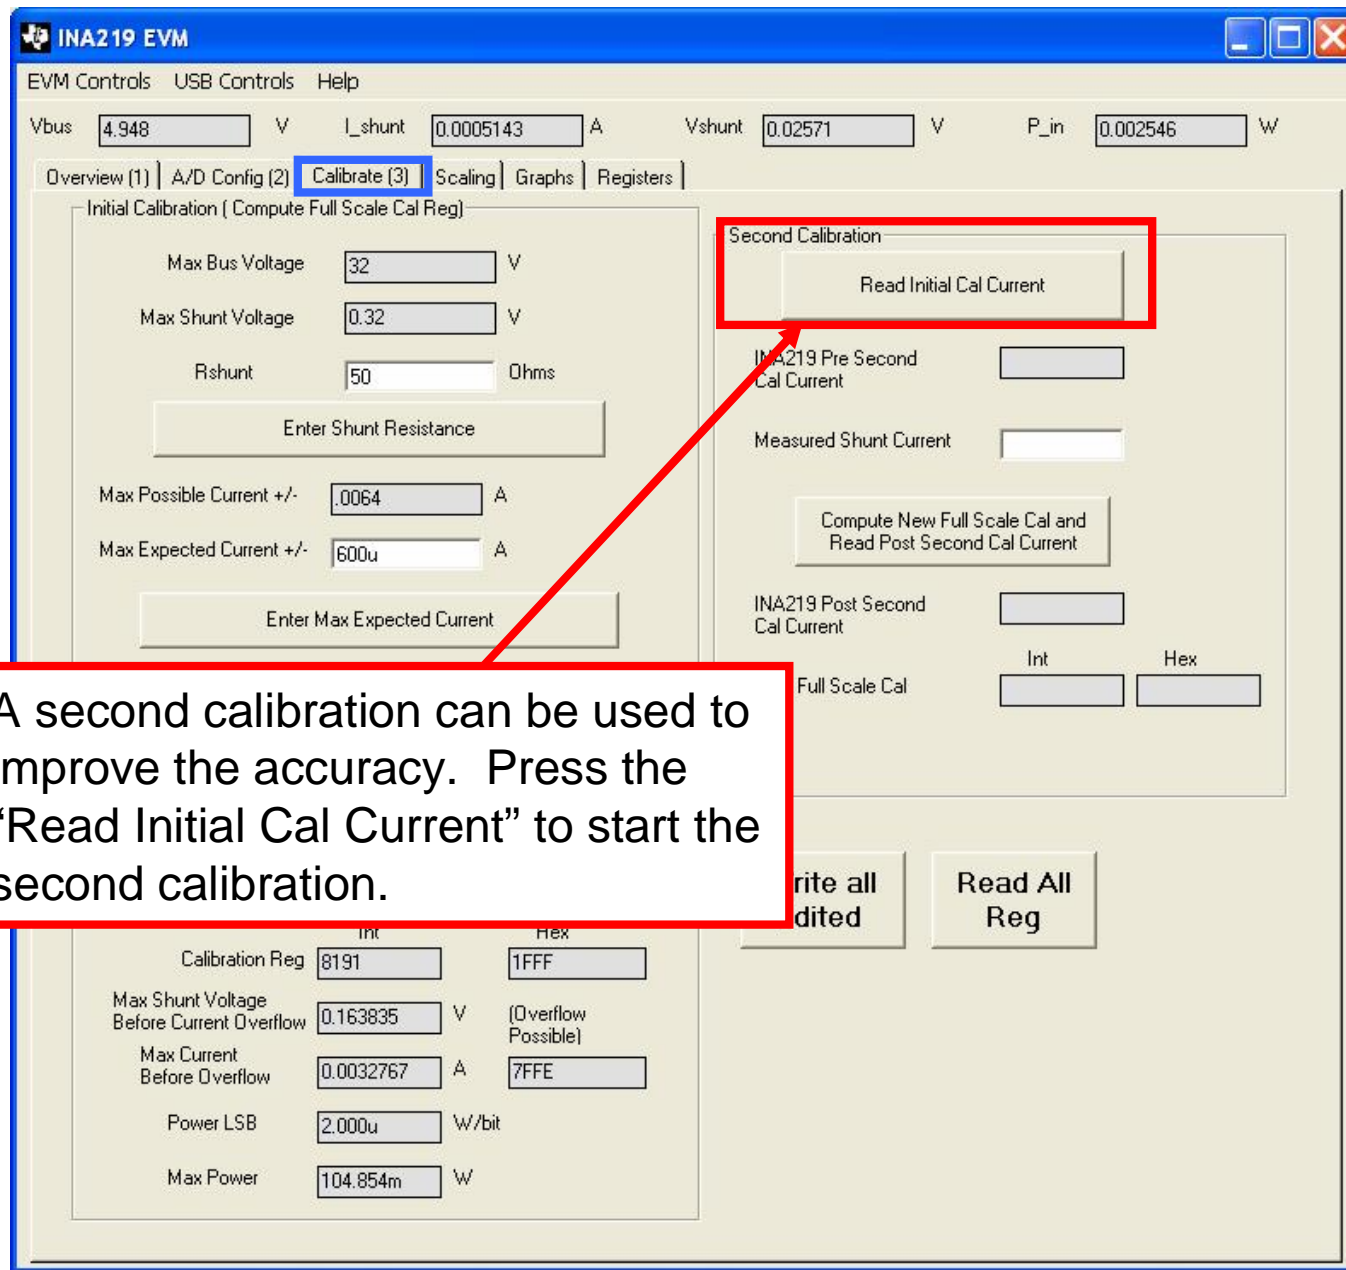 INA219 EVM
EVM Controls USB Controls Help
Vbus 4.948 V I_shunt 0.0005143 A Vshunt 0.02571 V P_in 0.002546 W
Overview (1) A/D Config (2) Calibrate (3) Scaling Graphs Registers
Initial Calibration ( Compute Full Scale Cal Reg)
Max Bus Voltage 32 V
Max Shunt Voltage 0.32 V
Rshunt 50 Ohms
Enter Shunt Resistance
Max Possible Current +/- .0064 A
Max Expected Current +/- 600u A
Enter Max Expected Current
Second Calibration
Read Initial Cal Current
INA219 Pre Second
Cal Current
Measured Shunt Current
Compute New Full Scale Cal and
Read Post Second Cal Current
INA219 Post Second
Cal Current
Int Hex
Full Scale Cal
A second calibration can be used to
improve the accuracy. Press the
“Read Initial Cal Current” to start the
second calibration.
Read All
Reg
Int Hex
Calibration Reg 8191 1FFF
Max Shunt Voltage
Before Current Overflow 0.163835 V (Overflow
Possible)
Max Current
Before Overflow 0.0032767 A 7FFE
Power LSB 2.000u W/bit
Max Power 104.854m W